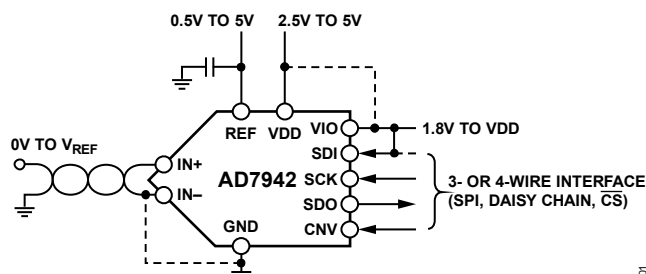 0.5V TO 5V
2.5V TO 5V
REF
VDD
VIO
1.8V TO VDD
0V TO VREF
IN+
SDI
AD7942
SCK
3- OR 4-WIRE INTERFACE
(SPI, DAISY CHAIN, CS)
IN–
SDO
GND
CNV